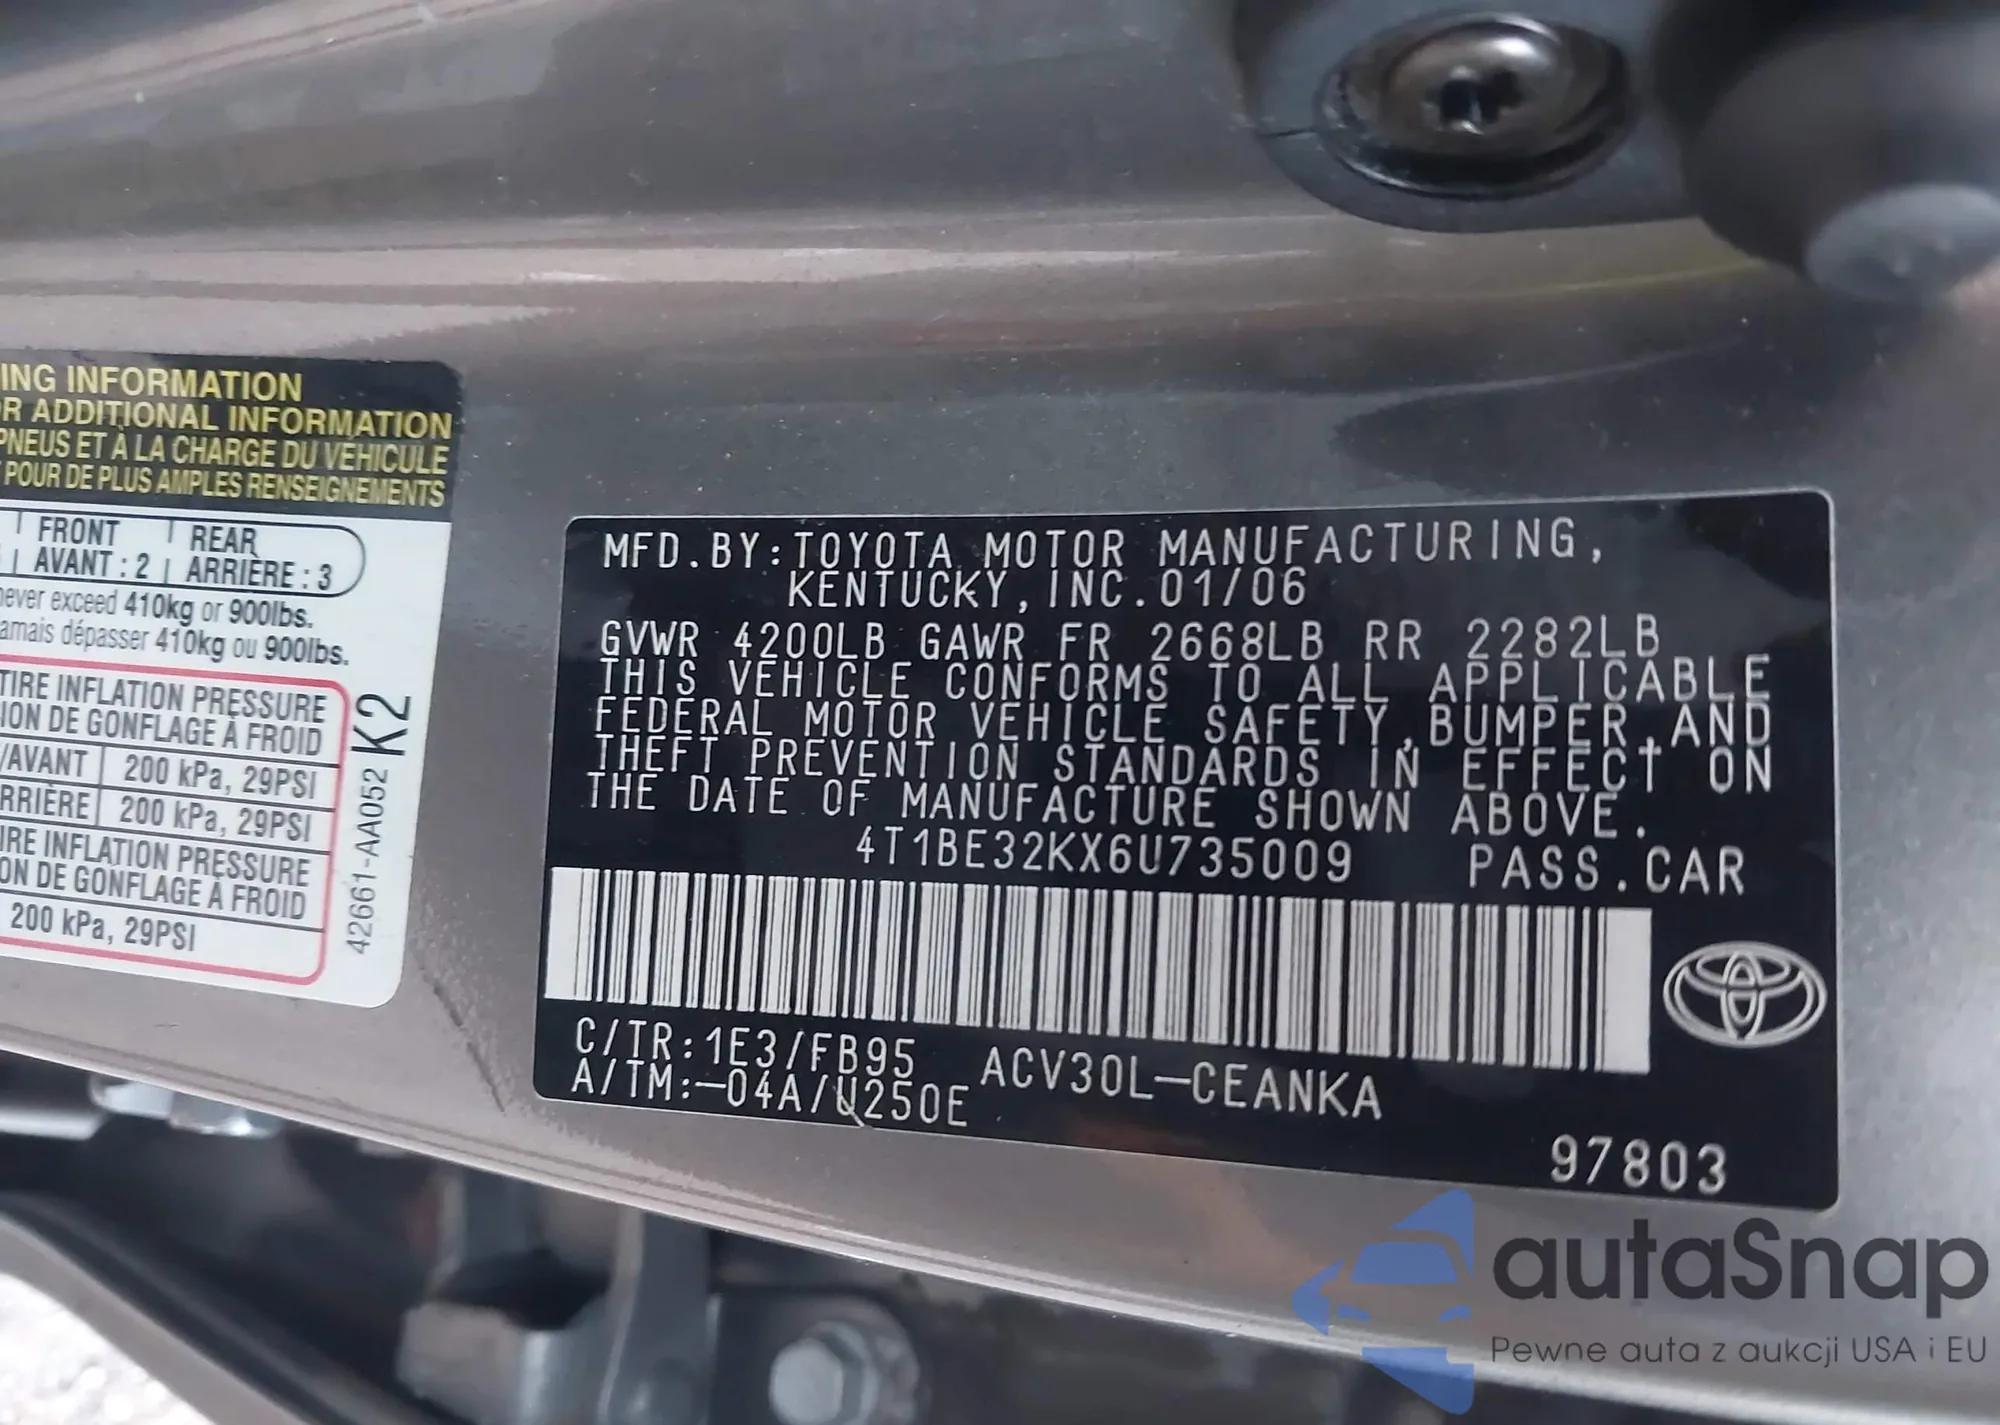 ING INFORMATION
R ADDITIONAL INFORMATION
PNEUS ET À LA CHARGE DU VÉHICULE
POUR DE PLUS AMPLES RENSEIGNEMENTS
FRONT REAR
AVANT : 2 ARRIÈRE : 3
never exceed 410kg or 900lbs.
amais dépasser 410kg ou 900lbs.
TIRE INFLATION PRESSURE
ION DE GONFLAGE À FROID
/AVANT 200 kPa, 29PSI
RRIÈRE 200 kPa, 29PSI
IRE INFLATION PRESSURE
ON DE GONFLAGE À FROID
200 kPa, 29PSI
42661-AA052 K2
MFD.BY:TOYOTA MOTOR MANUFACTURING,
KENTUCKY,INC.01/06
GVWR 4200LB GAWR FR 2668LB RR 2282LB
THIS VEHICLE CONFORMS TO ALL APPLICABLE
FEDERAL MOTOR VEHICLE SAFETY,BUMPER,AND
THEFT PREVENTION STANDARDS IN EFFECT ON
THE DATE OF MANUFACTURE SHOWN ABOVE.
4T1BE32KX6U735009 PASS.CAR
C/TR:1E3/FB95 ACV30L-CEANKA
A/TM:-04A/U250E
97803
autaSnap
Pewne auta z aukcji USA i EU